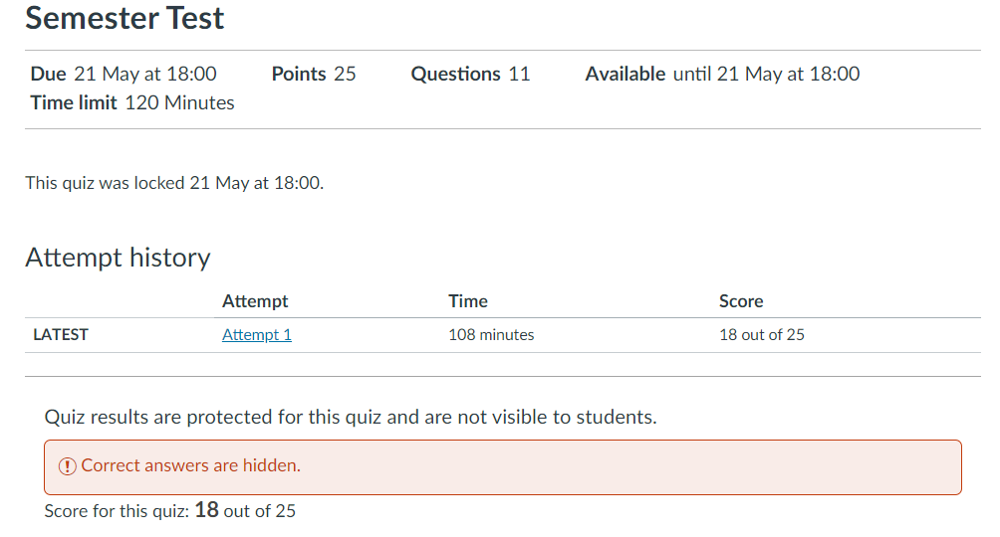 Semester Test
Due 21 May at 18:00 Points 25 Questions 11 Available until 21 May at 18:00
Time limit 120 Minutes
This quiz was locked 21 May at 18:00.
Attempt history
Attempt Time Score
LATEST Attempt 1 108 minutes 18 out of 25
Quiz results are protected for this quiz and are not visible to students.
Correct answers are hidden.
Score for this quiz: 18 out of 25